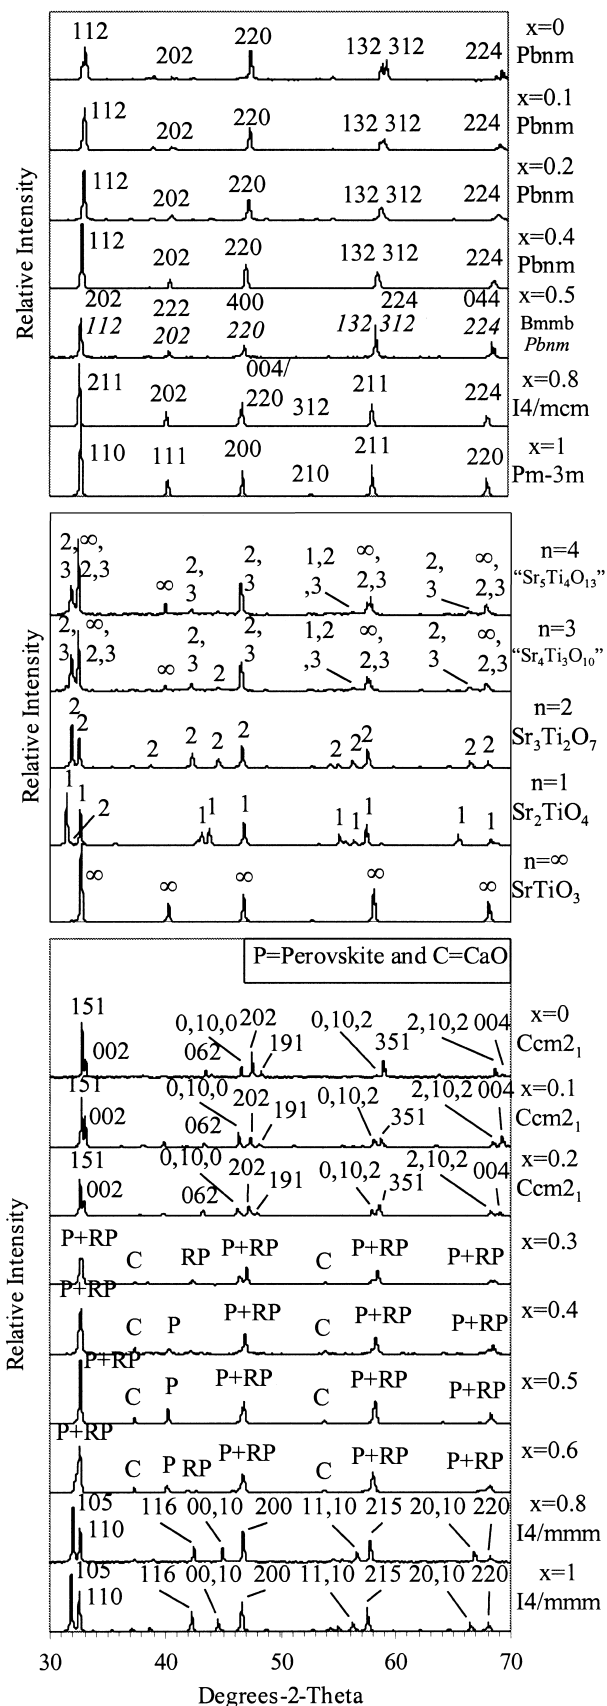 112 202 220 132 312 224 x=0
Pbnm
112 202 220 132 312 224 x=0.1
Pbnm
112 202 220 132 312 224 x=0.2
Pbnm
112 202 220 132 312 224 x=0.4
Pbnm
202 222 400 224 044 x=0.5
112 202 220 132 312 224 Bmmb
Pbnm
211 202 004/ 211 224 x=0.8
220 312 I4/mcm
110 111 200 210 211 220 x=1
Pm-3m
Relative Intensity
2, ∞, 2, 2, 1,2 ∞, 2, ∞, n=4
3 2,3 ∞ 3 3 ,3 2,3 3 2,3 “Sr5Ti4O13”
2, ∞, 2, 2, 1,2 ∞, 2, ∞, n=3
3 2,3 ∞ 3 2 3 ,3 2,3 3 2,3 “Sr4Ti3O10”
2 2 2 2 2 2 2 2 2 2 2 n=2
Sr3Ti2O7
1 1 2 1 1 1 1 1 1 1 1 n=1
Sr2TiO4
∞ ∞ ∞ ∞ ∞ n=∞
SrTiO3
Relative Intensity
P=Perovskite and C=CaO
151 002 062 0,10,0 202 191 0,10,2 351 2,10,2 004 x=0
Ccm21
151 002 062 0,10,0 202 191 0,10,2 351 2,10,2 004 x=0.1
Ccm21
151 002 062 0,10,0 202 191 0,10,2 351 2,10,2 004 x=0.2
Ccm21
P+RP C RP P+RP C P+RP P+RP x=0.3
P+RP C P P+RP C P+RP P+RP x=0.4
P+RP C P P+RP C P+RP P+RP x=0.5
P+RP C P RP P+RP C P+RP P+RP x=0.6
105 110 116 00,10 200 11,10 215 20,10 220 x=0.8
I4/mmm
105 110 116 00,10 200 11,10 215 20,10 220 x=1
I4/mmm
Relative Intensity
30 40 50 60 70
Degrees-2-Theta